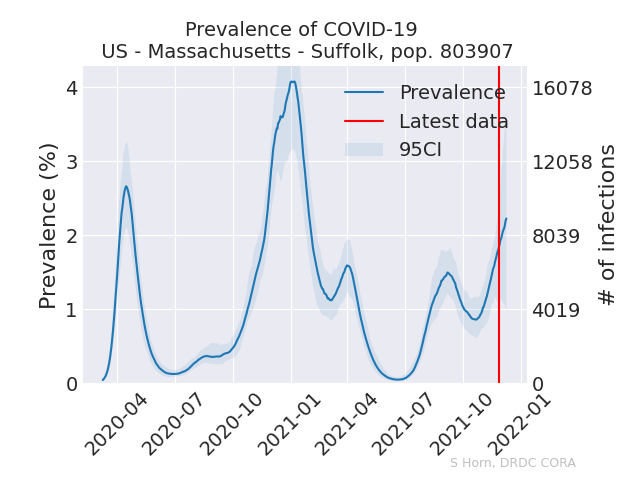 Prevalence of COVID-19
US - Massachusetts - Suffolk, pop. 803907
Prevalence
Latest data
95CI
Prevalence (%)
4
3
2
1
0
16078
12058
8039
4019
0
# of infections
2020-04
2020-07
2020-10
2021-01
2021-04
2021-07
2021-10
2022-01
S Horn, DRDC CORA